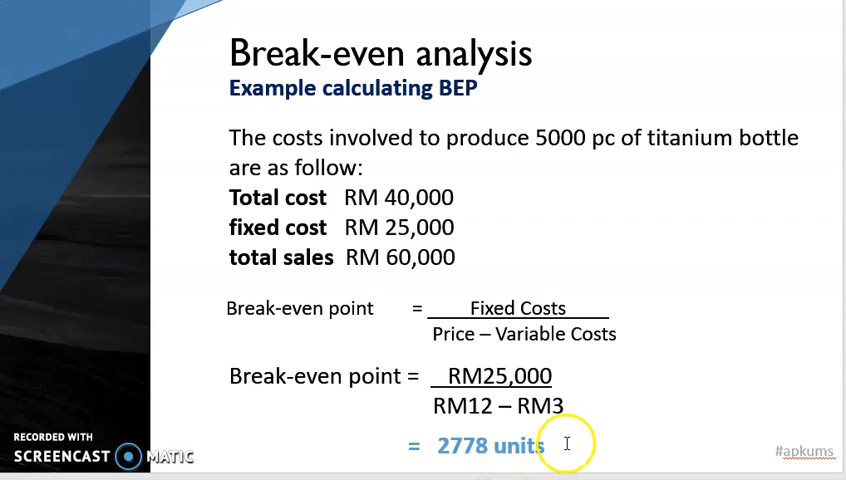 Break-even analysis
Example calculating BEP
The costs involved to produce 5000 pc of titanium bottle
are as follow:
Total cost RM 40,000
fixed cost RM 25,000
total sales RM 60,000
Break-even point = Fixed Costs
Price – Variable Costs
Break-even point = RM25,000
RM12 – RM3
= 2778 units
RECORDED WITH
SCREENCAST MATIC
#apkums